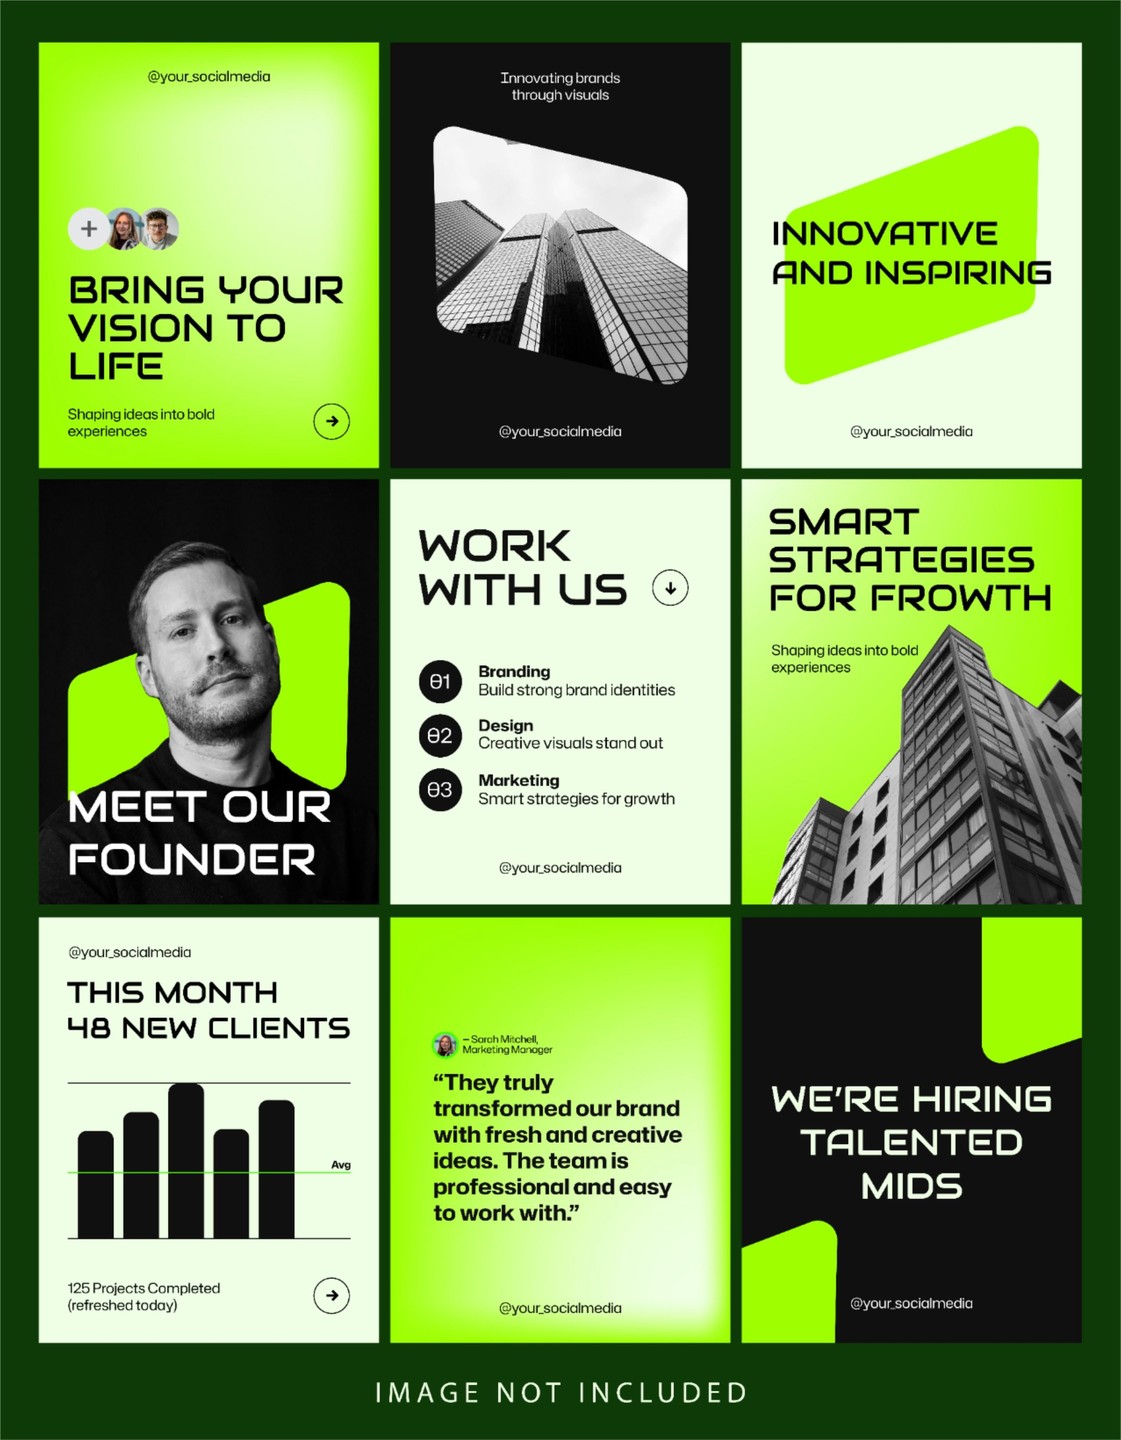 @your_socialmedia
BRING YOUR
VISION TO
LIFE
Shaping ideas into bold
experiences
Innovating brands
through visuals
@your_socialmedia
INNOVATIVE
AND INSPIRING
@your_socialmedia
MEET OUR
FOUNDER
WORK
WITH US
01
Branding
Build strong brand identities
02
Design
Creative visuals stand out
03
Marketing
Smart strategies for growth
@your_socialmedia
SMART
STRATEGIES
FOR FROWTH
Shaping ideas into bold
experiences
@your_socialmedia
THIS MONTH
48 NEW CLIENTS
Avg
125 Projects Completed
(refreshed today)
– Sarah Mitchell,
Marketing Manager
“They truly
transformed our brand
with fresh and creative
ideas. The team is
professional and easy
to work with.”
@your_socialmedia
WE’RE HIRING
TALENTED
MIDS
@your_socialmedia
IMAGE NOT INCLUDED